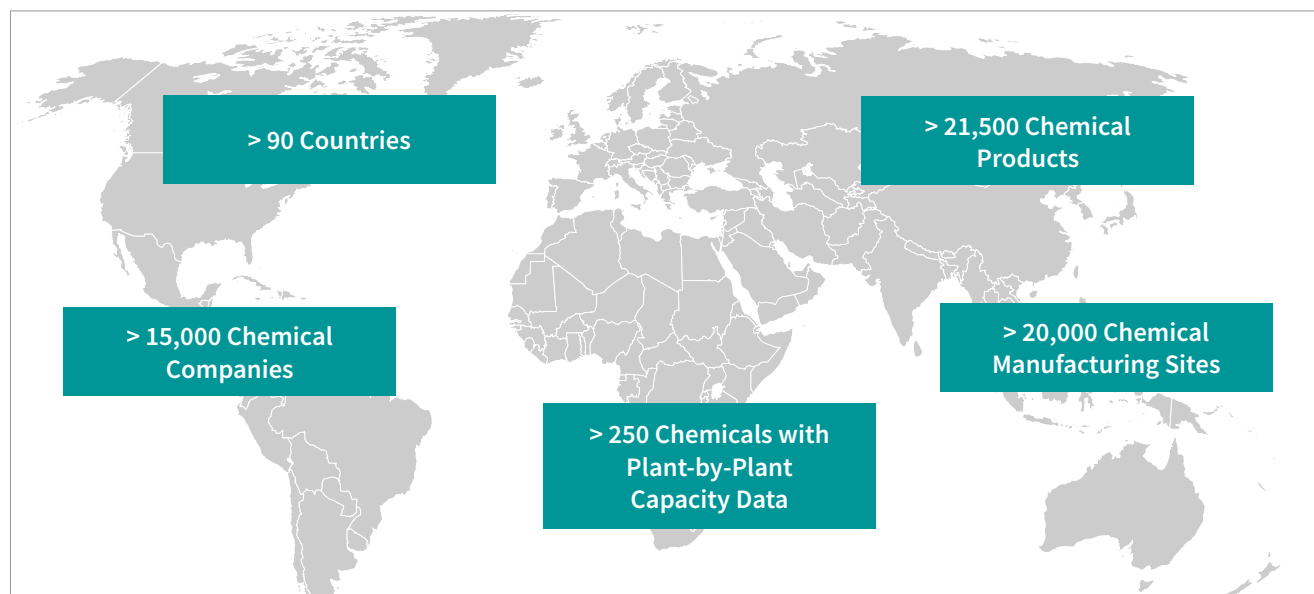 > 90 Countries
> 21,500 Chemical
Products
> 15,000 Chemical
Companies
> 20,000 Chemical
Manufacturing Sites
> 250 Chemicals with
Plant-by-Plant
Capacity Data